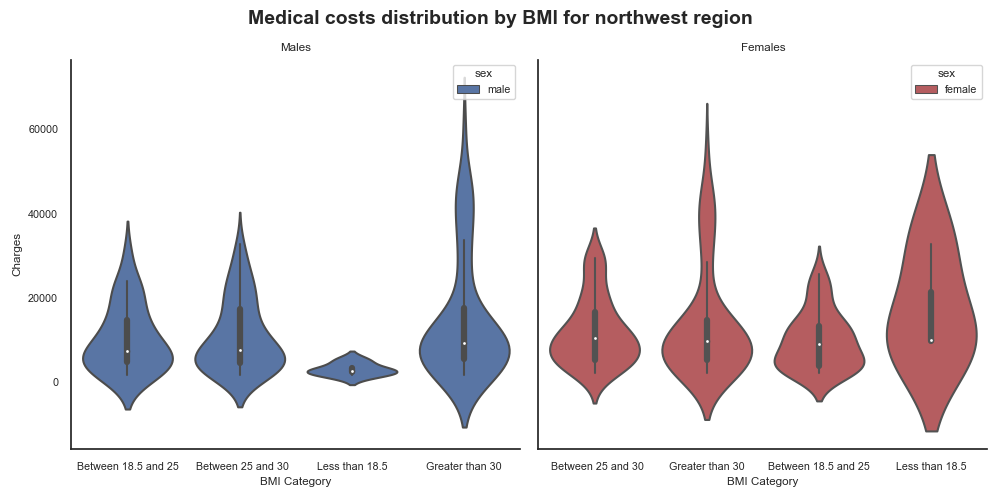 Medical costs distribution by BMI for northwest region
Males
Females
sex
male
sex
female
60000
40000
20000
0
Charges
Between 18.5 and 25
Between 25 and 30
Less than 18.5
Greater than 30
Between 25 and 30
Greater than 30
Between 18.5 and 25
Less than 18.5
BMI Category
BMI Category